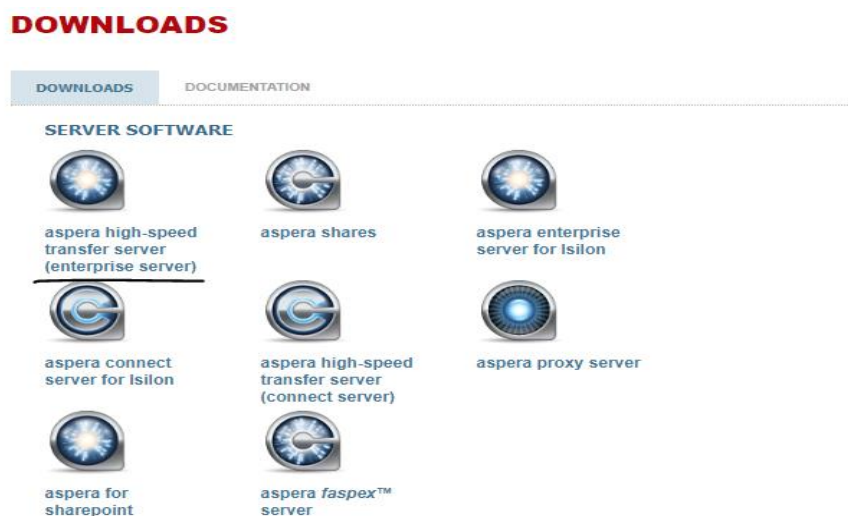 DOWNLOADS
DOWNLOADS
DOCUMENTATION
SERVER SOFTWARE
aspera high-speed
transfer server
(enterprise server)
aspera shares
aspera enterprise
server for Isilon
aspera connect
server for Isilon
aspera high-speed
transfer server
(connect server)
aspera proxy server
aspera for
sharepoint
aspera faspex™
server